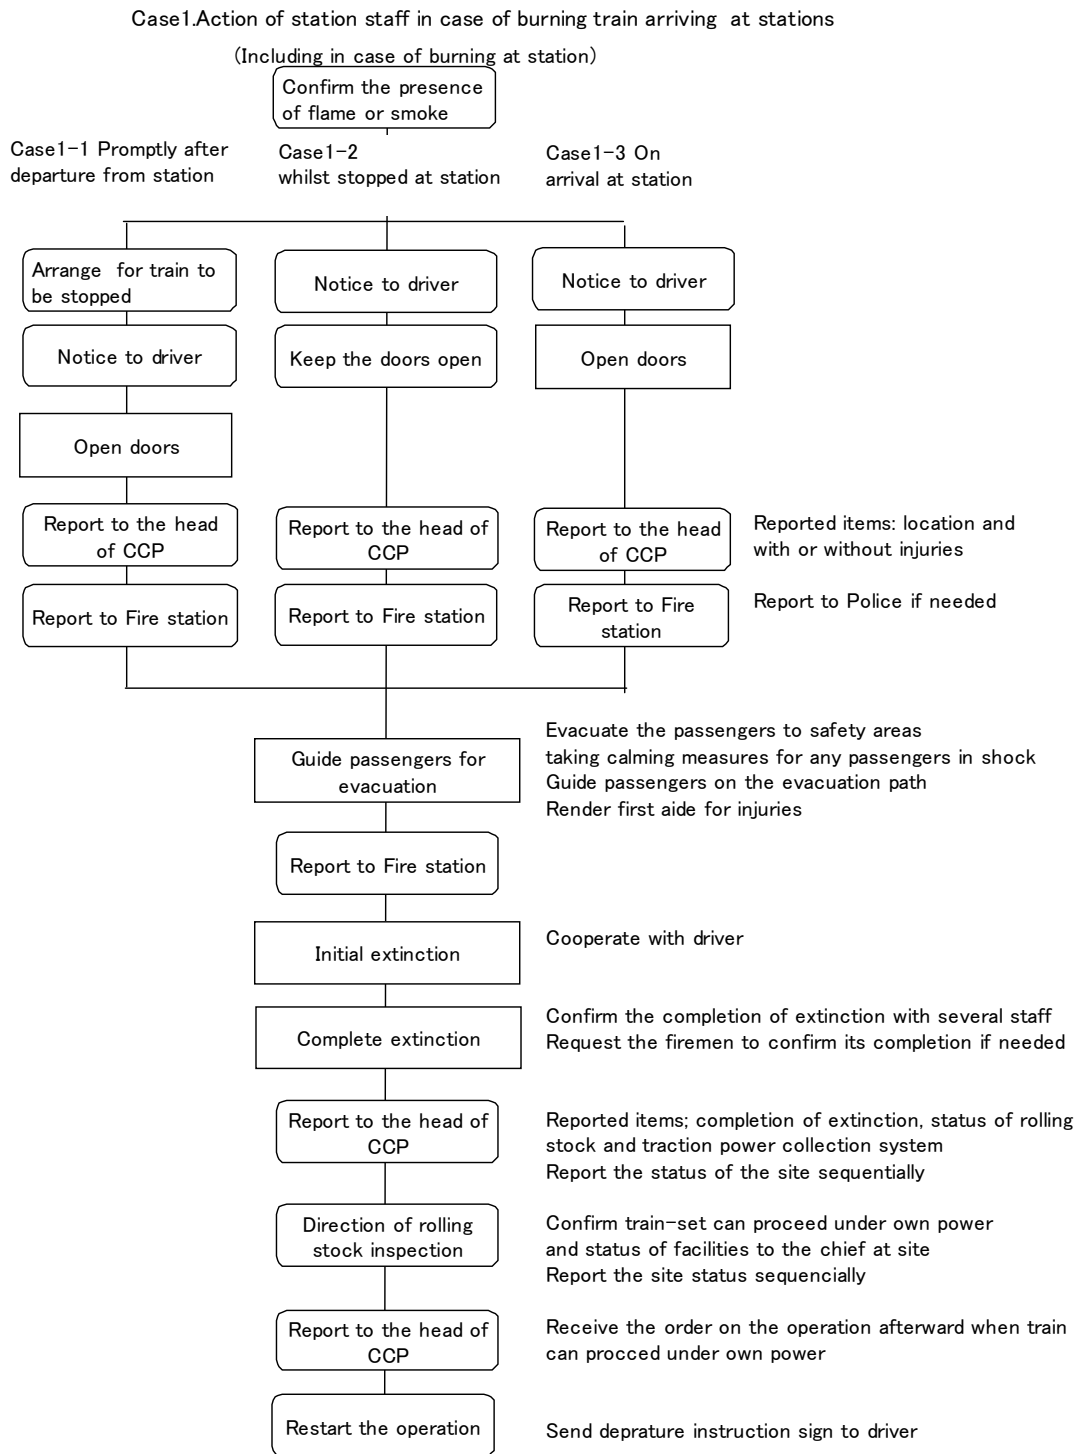 Case1.Action of station staff in case of burning train arriving at stations
(Including in case of burning at station)
Confirm the presence
of flame or smoke
Case1-1 Promptly after
departure from station
Case1-2
whilst stopped at station
Case1-3 On
arrival at station
Arrange for train to
be stopped
Notice to driver
Open doors
Report to the head
of CCP
Report to Fire station
Notice to driver
Keep the doors open
Report to the head of
CCP
Report to Fire station
Notice to driver
Open doors
Report to the head
of CCP
Report to Fire
station
Reported items: location and
with or without injuries
Report to Police if needed
Guide passengers for
evacuation
Evacuate the passengers to safety areas
taking calming measures for any passengers in shock
Guide passengers on the evacuation path
Render first aide for injuries
Report to Fire station
Initial extinction
Cooperate with driver
Complete extinction
Confirm the completion of extinction with several staff
Request the firemen to confirm its completion if needed
Report to the head of
CCP
Reported items; completion of extinction, status of rolling
stock and traction power collection system
Report the status of the site sequentially
Direction of rolling
stock inspection
Confirm train-set can proceed under own power
and status of facilities to the chief at site
Report the site status sequencially
Report to the head of
CCP
Receive the order on the operation afterward when train
can procced under own power
Restart the operation
Send deprature instruction sign to driver